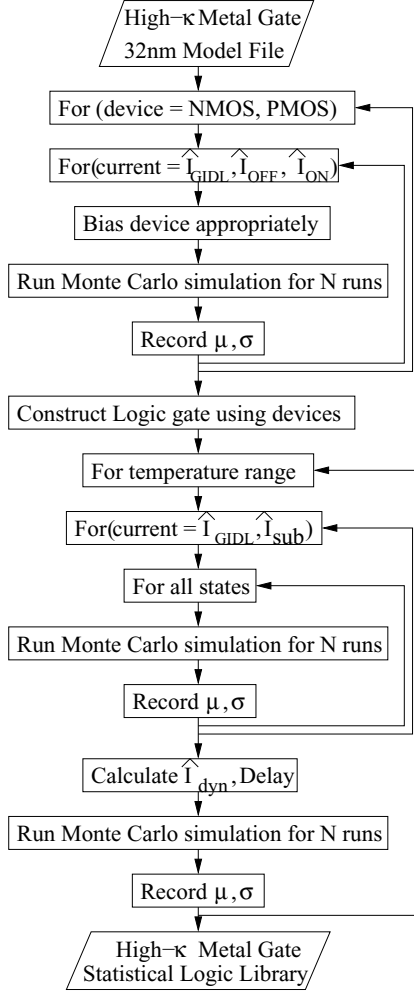 High-κ Metal Gate
32nm Model File
For (device = NMOS, PMOS)
For(current = Î_GIDL, Î_OFF, Î_ON)
Bias device appropriately
Run Monte Carlo simulation for N runs
Record μ,σ
Construct Logic gate using devices
For temperature range
For(current = Î_GIDL, Î_sub)
For all states
Run Monte Carlo simulation for N runs
Record μ,σ
Calculate Î_dyn, Delay
Run Monte Carlo simulation for N runs
Record μ,σ
High-κ Metal Gate
Statistical Logic Library